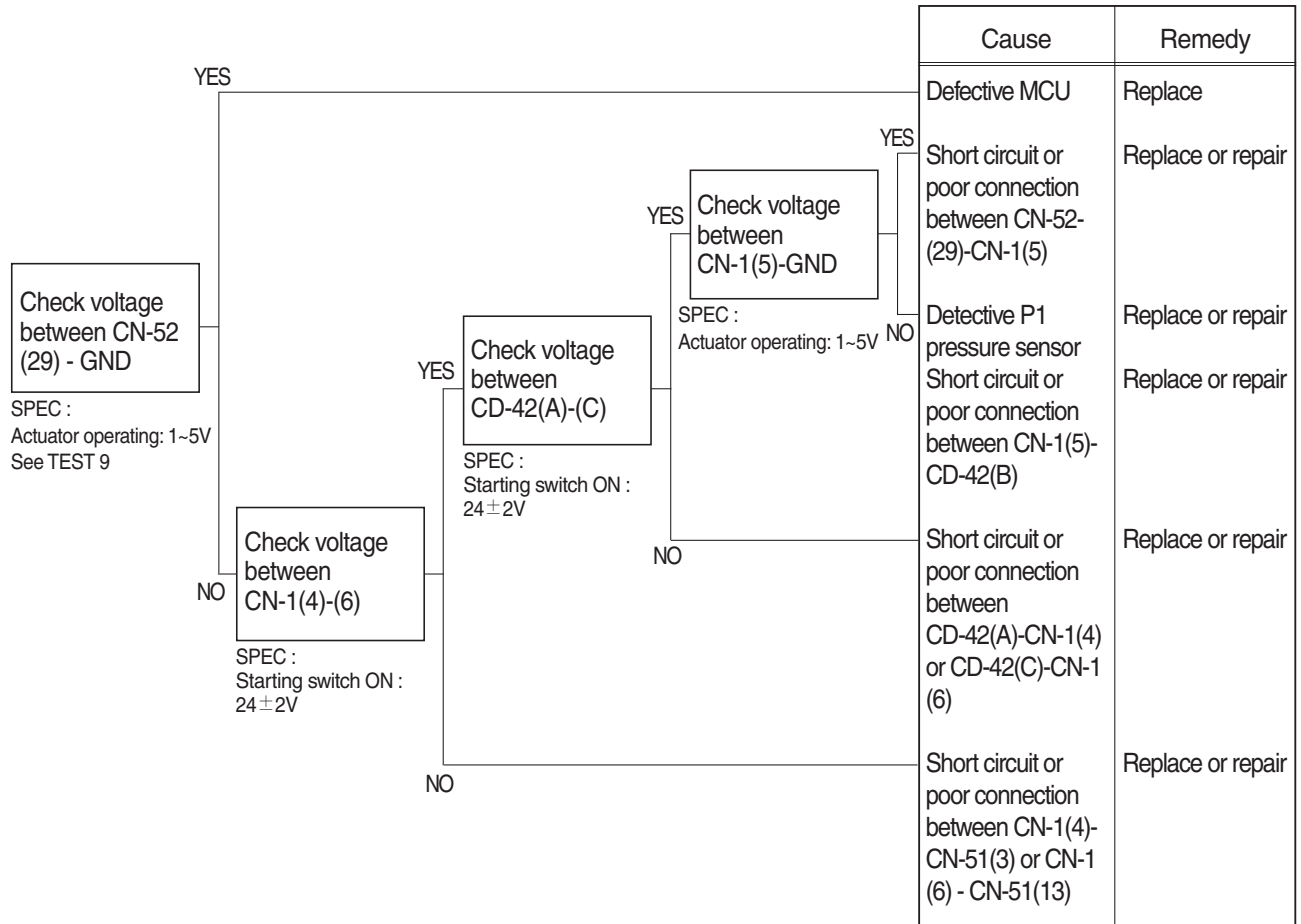 Cause
Remedy
YES
Defective MCU
Replace
YES
Short circuit or
poor connection
between CN-52-
(29)-CN-1(5)
Replace or repair
YES
Check voltage
between
CN-1(5)-GND
SPEC :
Actuator operating: 1~5V
NO
Detective P1
pressure sensor
Replace or repair
Short circuit or
poor connection
between CN-1(5)-
CD-42(B)
Replace or repair
Check voltage
between CN-52
(29) - GND
SPEC :
Actuator operating: 1~5V
See TEST 9
YES
Check voltage
between
CD-42(A)-(C)
SPEC :
Starting switch ON :
24±2V
NO
Short circuit or
poor connection
between
CD-42(A)-CN-1(4)
or CD-42(C)-CN-1
(6)
Replace or repair
NO
Check voltage
between
CN-1(4)-(6)
SPEC :
Starting switch ON :
24±2V
NO
Short circuit or
poor connection
between CN-1(4)-
CN-51(3) or CN-1
(6) - CN-51(13)
Replace or repair